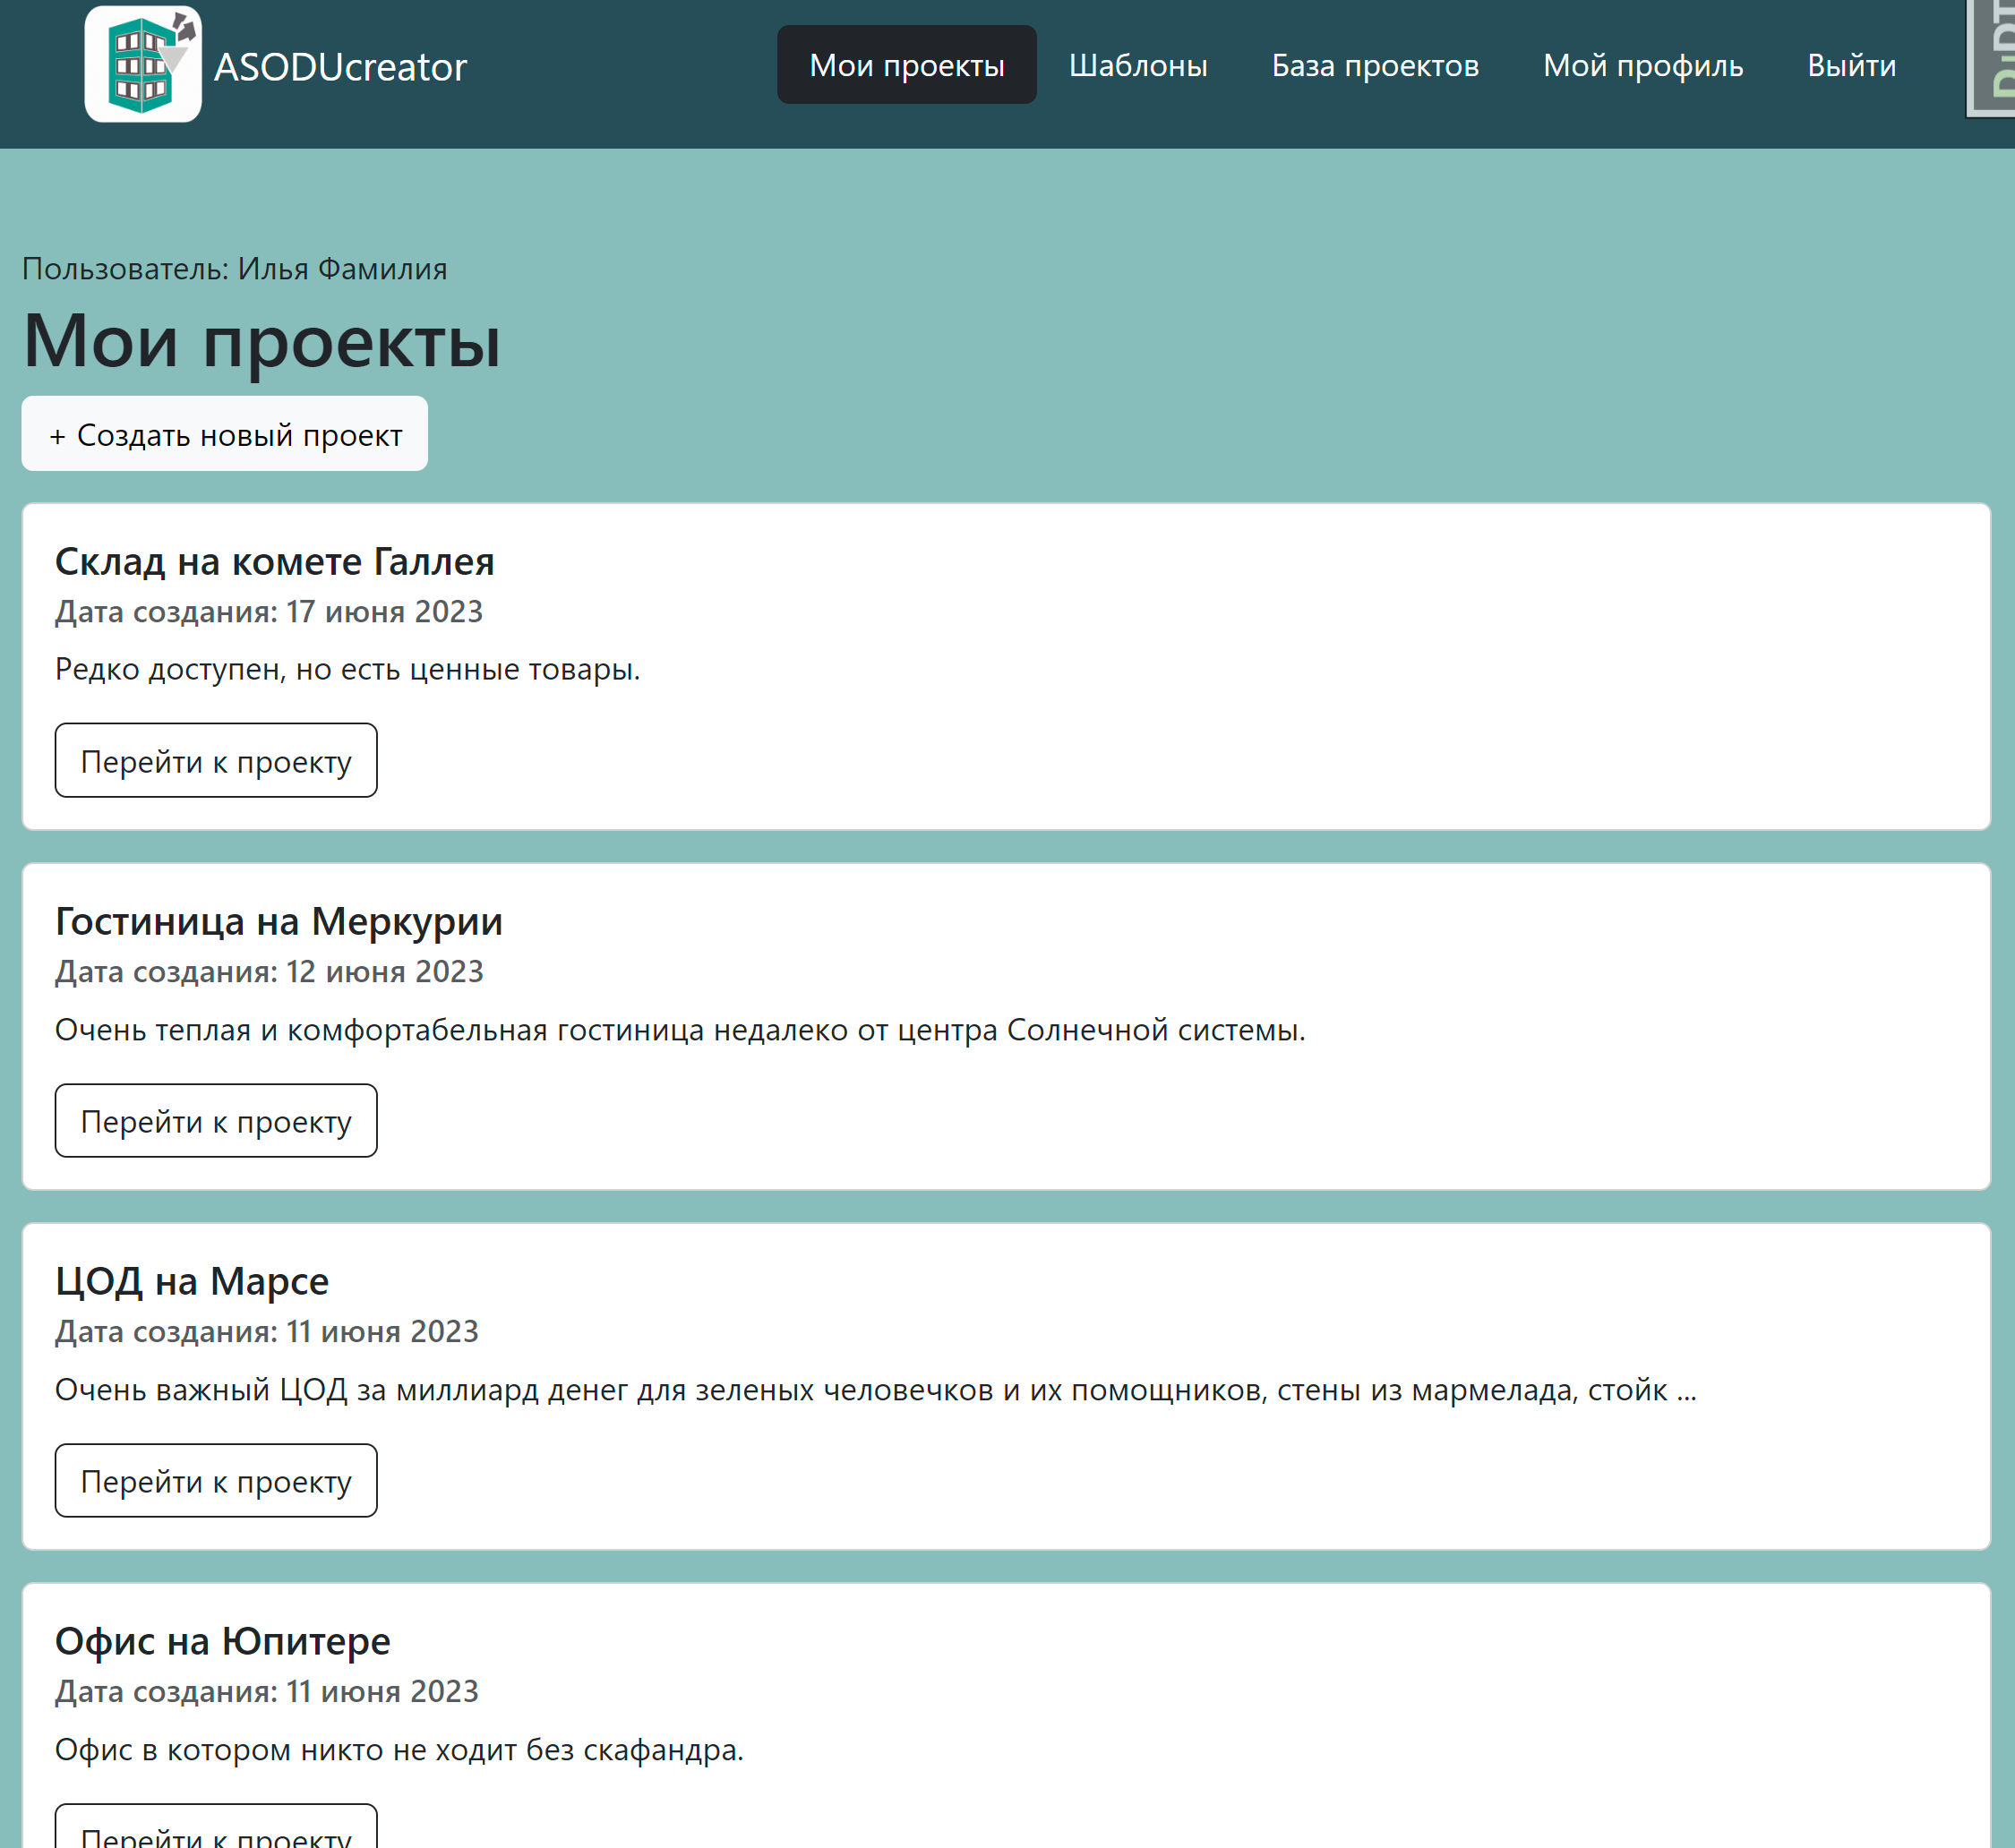 ASODUcreator
Мои проекты
Шаблоны
База проектов
Мой профиль
Выйти
Пользователь: Илья Фамилия
Мои проекты
+ Создать новый проект
Склад на комете Галлея
Дата создания: 17 июня 2023
Редко доступен, но есть ценные товары.
Перейти к проекту
Гостиница на Меркурии
Дата создания: 12 июня 2023
Очень теплая и комфортабельная гостиница недалеко от центра Солнечной системы.
Перейти к проекту
ЦОД на Марсе
Дата создания: 11 июня 2023
Очень важный ЦОД за миллиард денег для зеленых человечков и их помощников, стены из мармелада, стойк ...
Перейти к проекту
Офис на Юпитере
Дата создания: 11 июня 2023
Офис в котором никто не ходит без скафандра.
Перейти к проекту